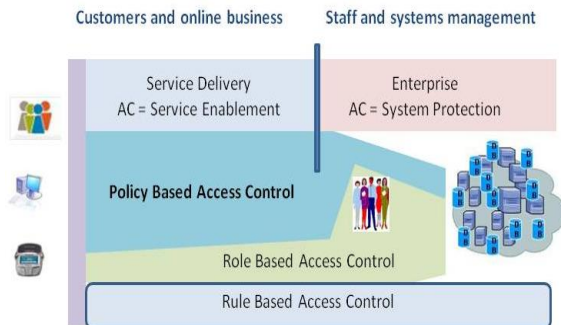 Customers and online business
Staff and systems management
Service Delivery
AC = Service Enablement
Enterprise
AC = System Protection
Policy Based Access Control
Role Based Access Control
Rule Based Access Control